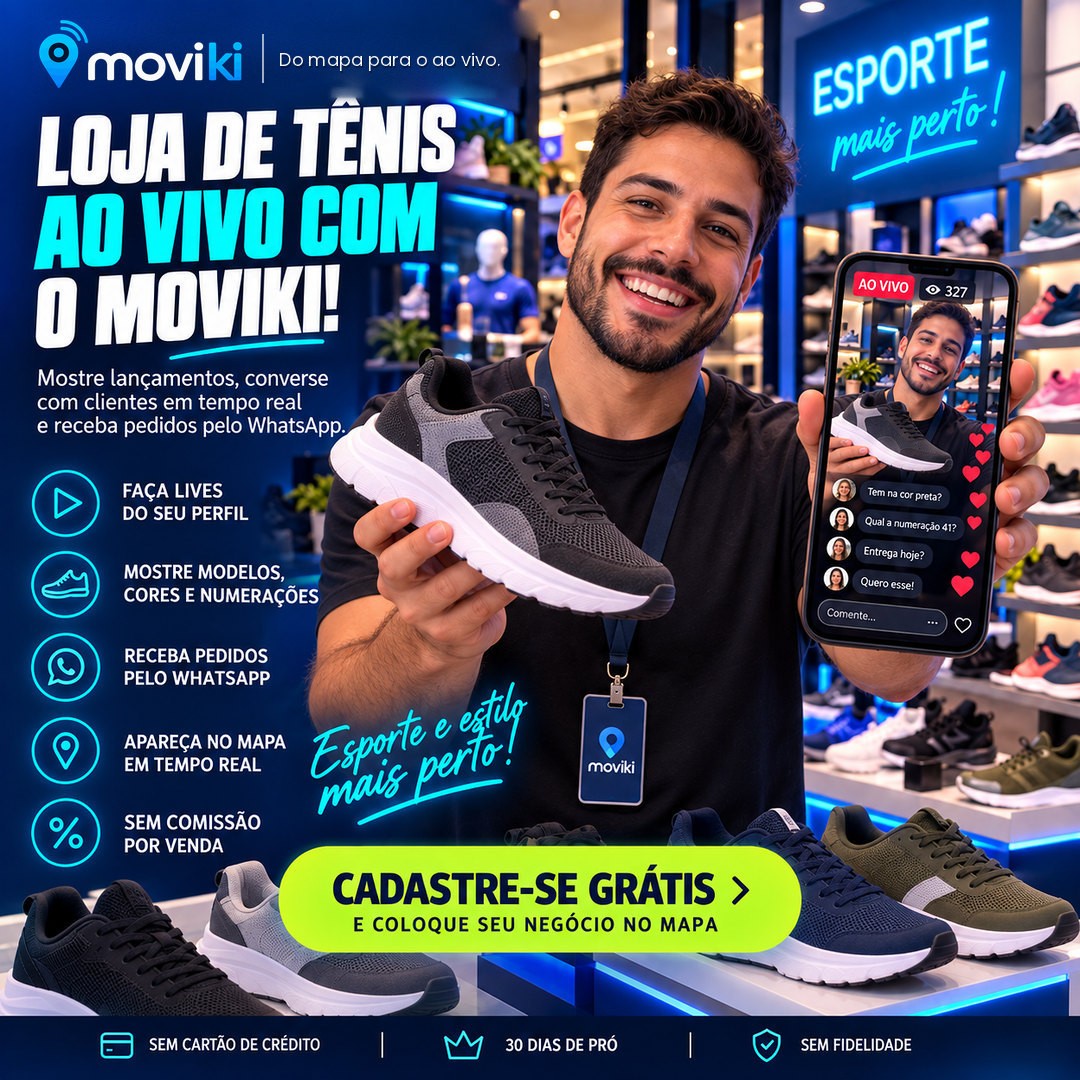 moviki
Do mapa para o ao vivo.
LOJA DE TÊNIS
AO VIVO COM
O MOVIKI!
Mostre lançamentos, converse
com clientes em tempo real
e receba pedidos pelo WhatsApp.
FAÇA LIVES
DO SEU PERFIL
MOSTRE MODELOS,
CORES E NUMERAÇÕES
RECEBA PEDIDOS
PELO WHATSAPP
APAREÇA NO MAPA
EM TEMPO REAL
%
SEM COMISSÃO
POR VENDA
ESPORTE
mais perto!
AO VIVO
327
Tem na cor preta?
Qual a numeração 41?
Entrega hoje?
Quero esse!
Comente...
...
Esporte e estilo
mais perto!
moviki
CADASTRE-SE GRÁTIS >
E COLOQUE SEU NEGÓCIO NO MAPA
SEM CARTÃO DE CRÉDITO
30 DIAS DE PRÓ
SEM FIDELIDADE